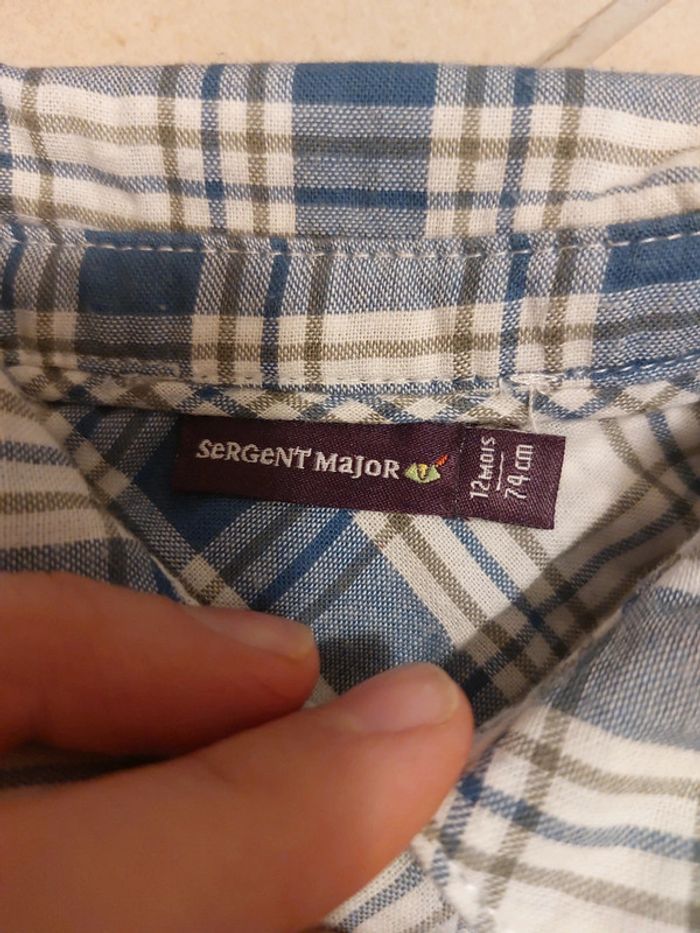 SeRGeNT MaJoR
12 MOIS
74 cm